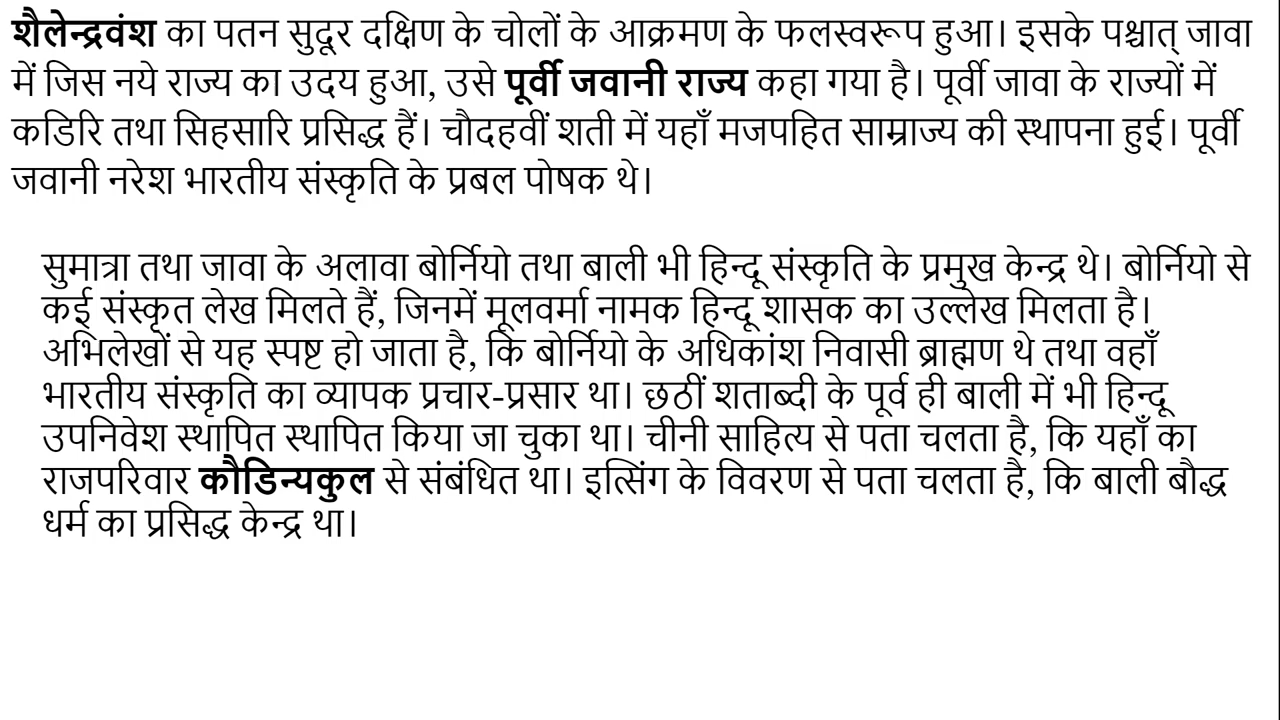 शैलेन्द्रवंश का पतन सुदूर दक्षिण के चोलों के आक्रमण के फलस्वरूप हुआ। इसके पश्चात् जावा
में जिस नये राज्य का उदय हुआ, उसे पूर्वी जवानी राज्य कहा गया है। पूर्वी जावा के राज्यों में
कडिरि तथा सिहसारि प्रसिद्ध हैं। चौदहवीं शती में यहाँ मजपहित साम्राज्य की स्थापना हुई। पूर्वी
जवानी नरेश भारतीय संस्कृति के प्रबल पोषक थे।
सुमात्रा तथा जावा के अलावा बोर्नियो तथा बाली भी हिन्दू संस्कृति के प्रमुख केन्द्र थे। बोर्नियो से
कई संस्कृत लेख मिलते हैं, जिनमें मूलवर्मा नामक हिन्दू शासक का उल्लेख मिलता है।
अभिलेखों से यह स्पष्ट हो जाता है, कि बोर्नियो के अधिकांश निवासी ब्राह्मण थे तथा वहाँ
भारतीय संस्कृति का व्यापक प्रचार-प्रसार था। छठीं शताब्दी के पूर्व ही बाली में भी हिन्दू
उपनिवेश स्थापित स्थापित किया जा चुका था। चीनी साहित्य से पता चलता है, कि यहाँ का
राजपरिवार कौडिन्यकुल से संबंधित था। इत्सिंग के विवरण से पता चलता है, कि बाली बौद्ध
धर्म का प्रसिद्ध केन्द्र था।